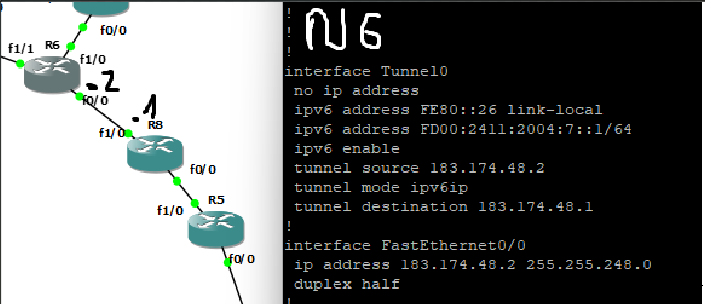 f0/0
R6
f1/1
f1/0
.2
f0/0
.1
R8
f1/0
f0/0
R5
f1/0
f0/0
!
N6
!
!
interface Tunnel0
 no ip address
 ipv6 address FE80::26 link-local
 ipv6 address FD00:2411:2004:7::1/64
 ipv6 enable
 tunnel source 183.174.48.2
 tunnel mode ipv6ip
 tunnel destination 183.174.48.1
!
interface FastEthernet0/0
 ip address 183.174.48.2 255.255.248.0
 duplex half
!